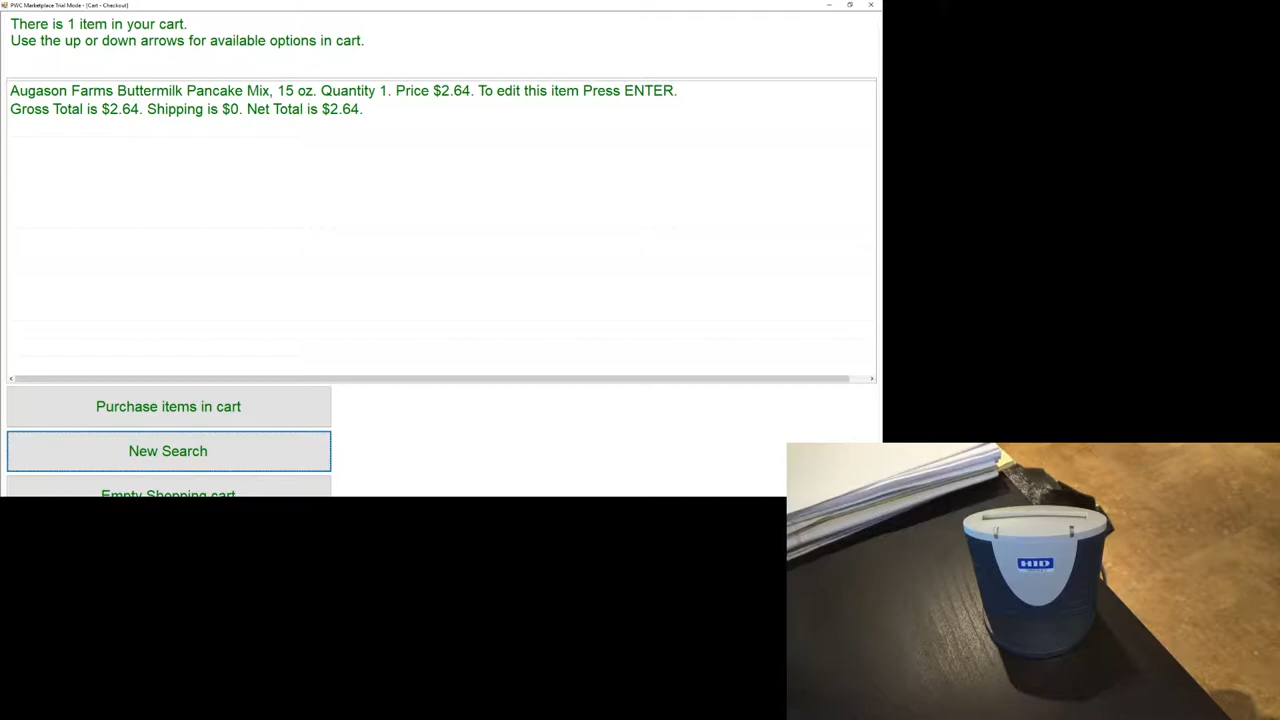 PWC Marketplace Trial Mode - [Cart - Checkout]
There is 1 item in your cart.
Use the up or down arrows for available options in cart.
Augason Farms Buttermilk Pancake Mix, 15 oz. Quantity 1. Price $2.64. To edit this item Press ENTER.
Gross Total is $2.64. Shipping is $0. Net Total is $2.64.
Purchase items in cart
New Search
Empty Shopping cart
HID